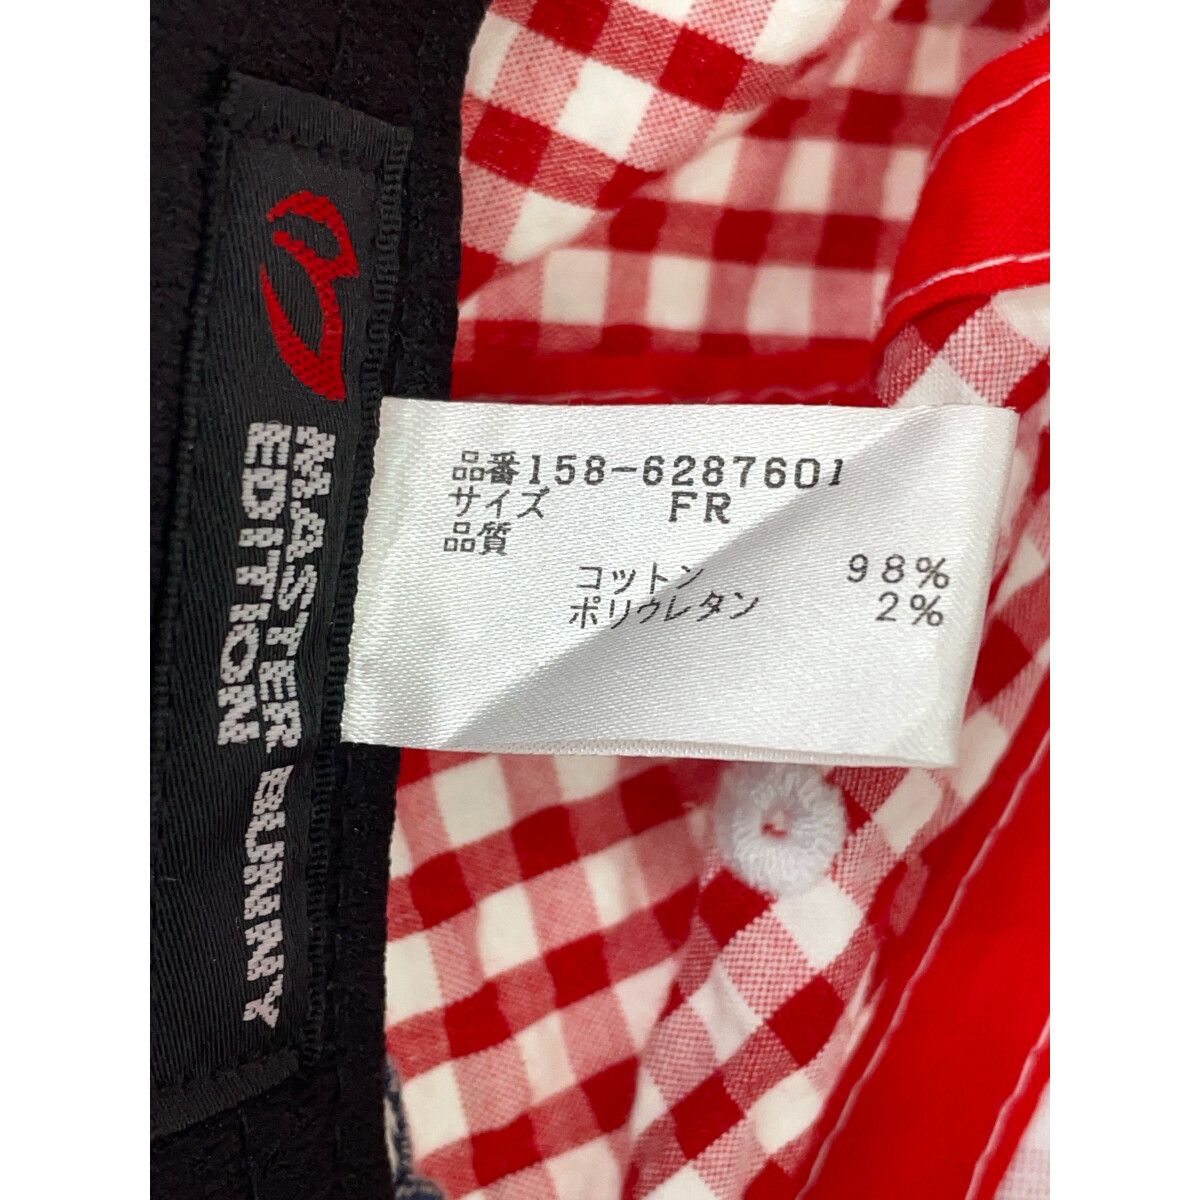 MASTER BUNNY
EDITION
品番158-6287601
サイズ FR
品質
コットン 98%
ポリウレタン 2%